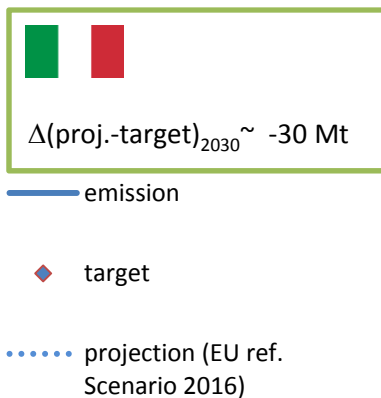 Δ(proj.-target)2030~ -30 Mt
emission
target
projection (EU ref.
Scenario 2016)